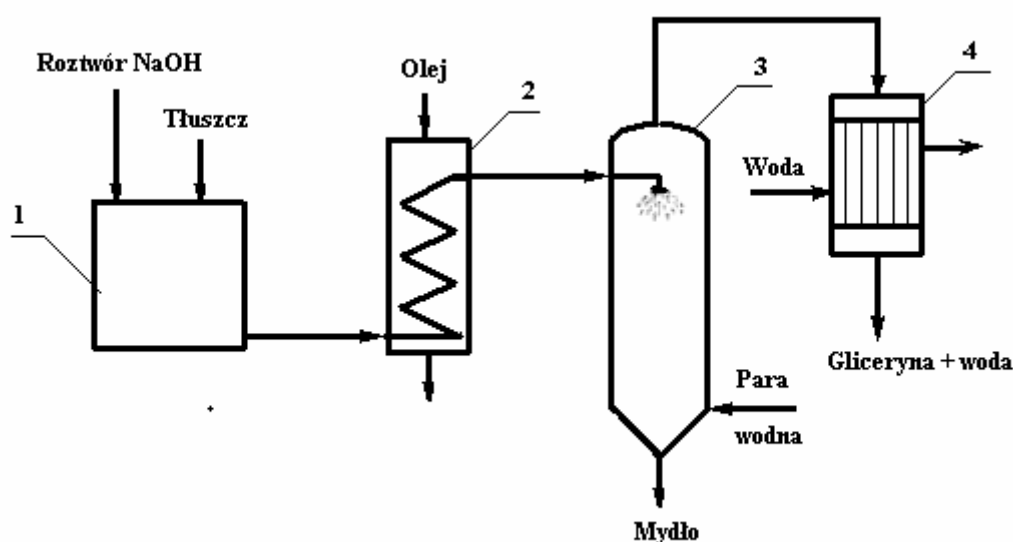 Roztwór NaOH
Tłuszcz
1
Olej
2
3
4
Woda
Gliceryna + woda
Para
wodna
Mydło